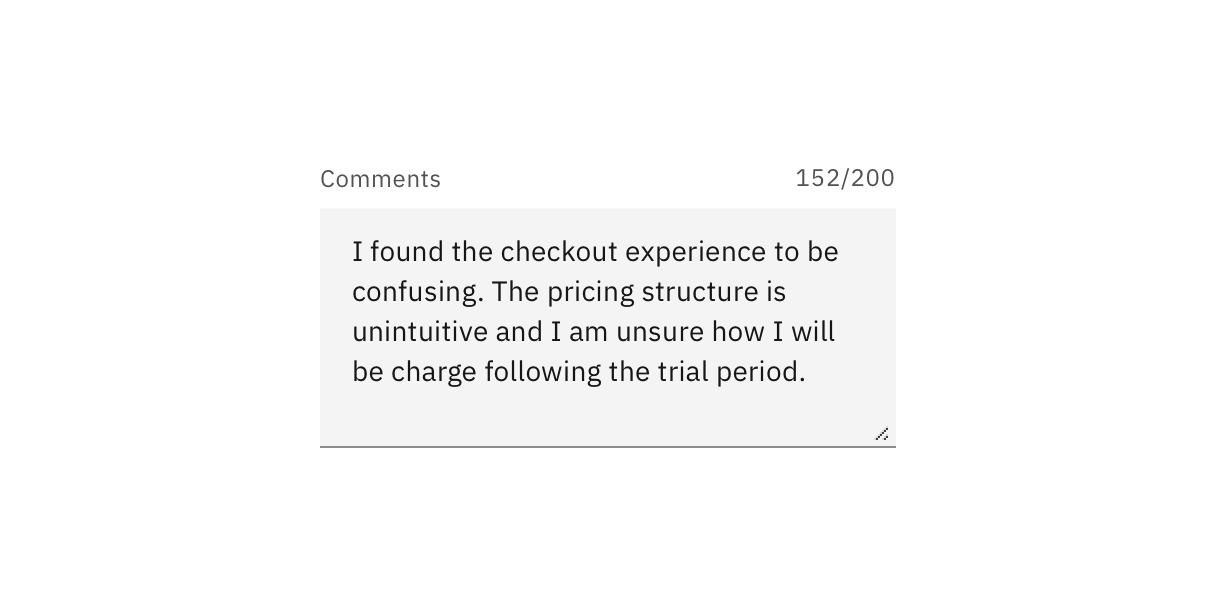 Comments 152/200
I found the checkout experience to be
confusing. The pricing structure is
unintuitive and I am unsure how I will
be charge following the trial period.